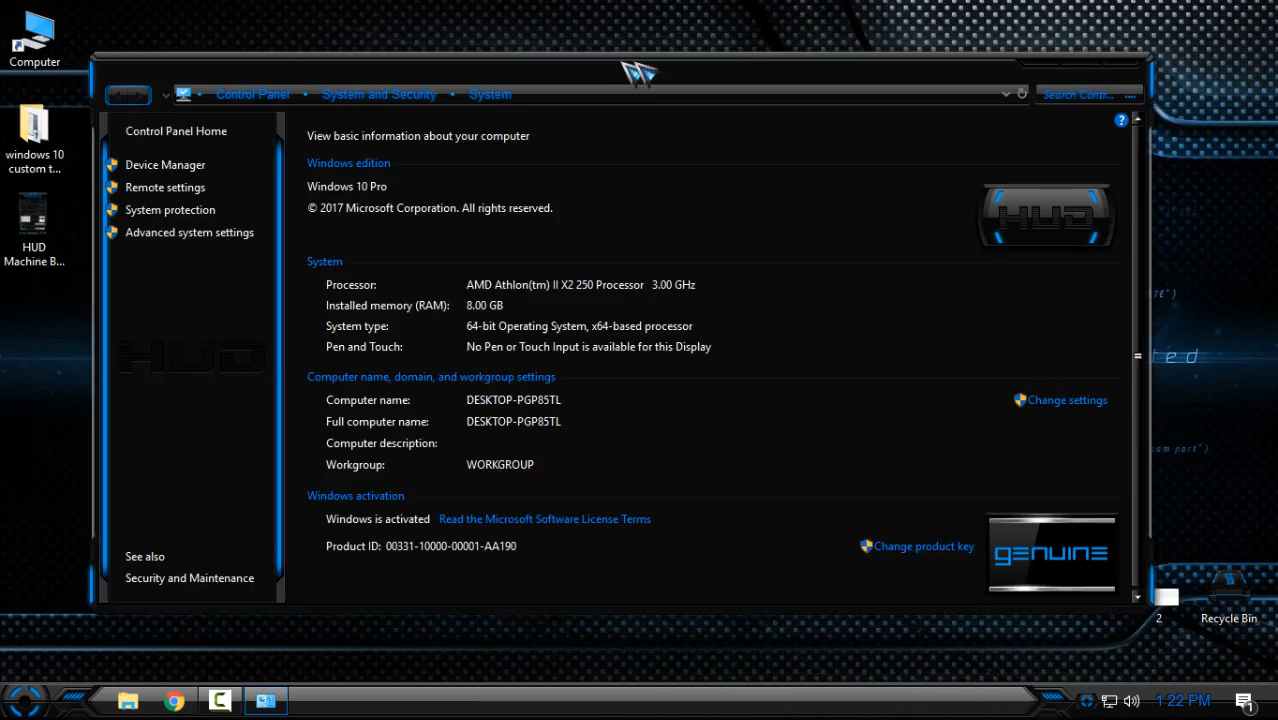 Computer
windows 10
custom t...
HUD
Machine B...
Control Panel • System and Security • System
Search Contr...
Control Panel Home
Device Manager
Remote settings
System protection
Advanced system settings
HUD
See also
Security and Maintenance
View basic information about your computer
Windows edition
Windows 10 Pro
© 2017 Microsoft Corporation. All rights reserved.
HUD
System
Processor: AMD Athlon(tm) II X2 250 Processor 3.00 GHz
Installed memory (RAM): 8.00 GB
System type: 64-bit Operating System, x64-based processor
Pen and Touch: No Pen or Touch Input is available for this Display
Computer name, domain, and workgroup settings
Computer name: DESKTOP-PGP85TL
Change settings
Full computer name: DESKTOP-PGP85TL
Computer description:
Workgroup: WORKGROUP
Windows activation
Windows is activated Read the Microsoft Software License Terms
Product ID: 00331-10000-00001-AA190
Change product key
genuine
2
Recycle Bin
1:22 PM
1